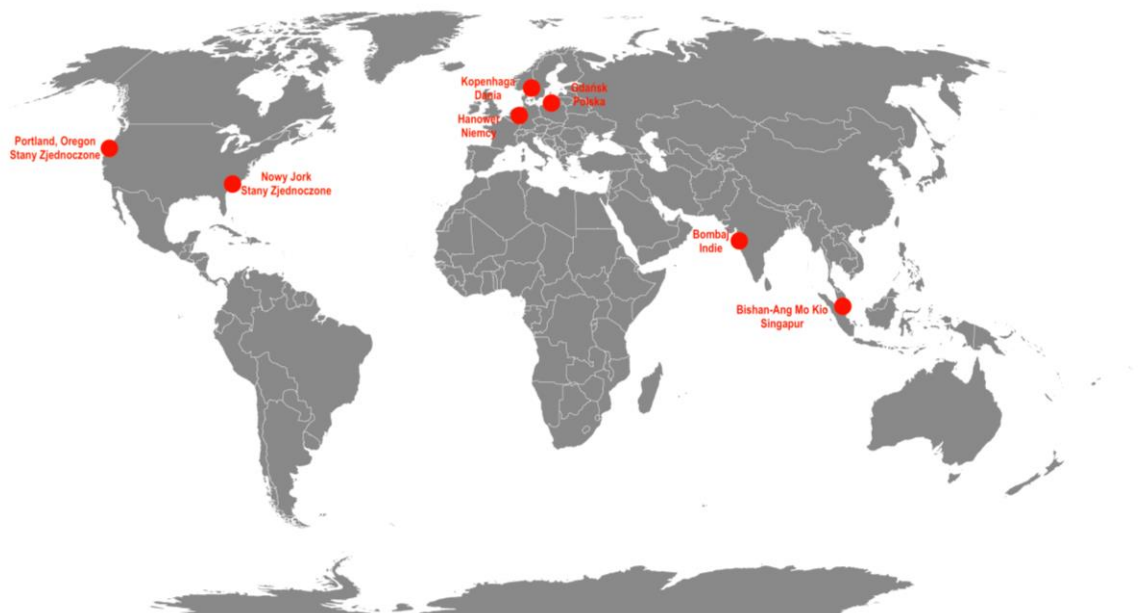 Kopenhaga
Dania
Gdańsk
Polska
Hanower
Niemcy
Portland, Oregon
Stany Zjednoczone
Nowy Jork
Stany Zjednoczone
Bombaj
Indie
Bishan-Ang Mo Kio
Singapur